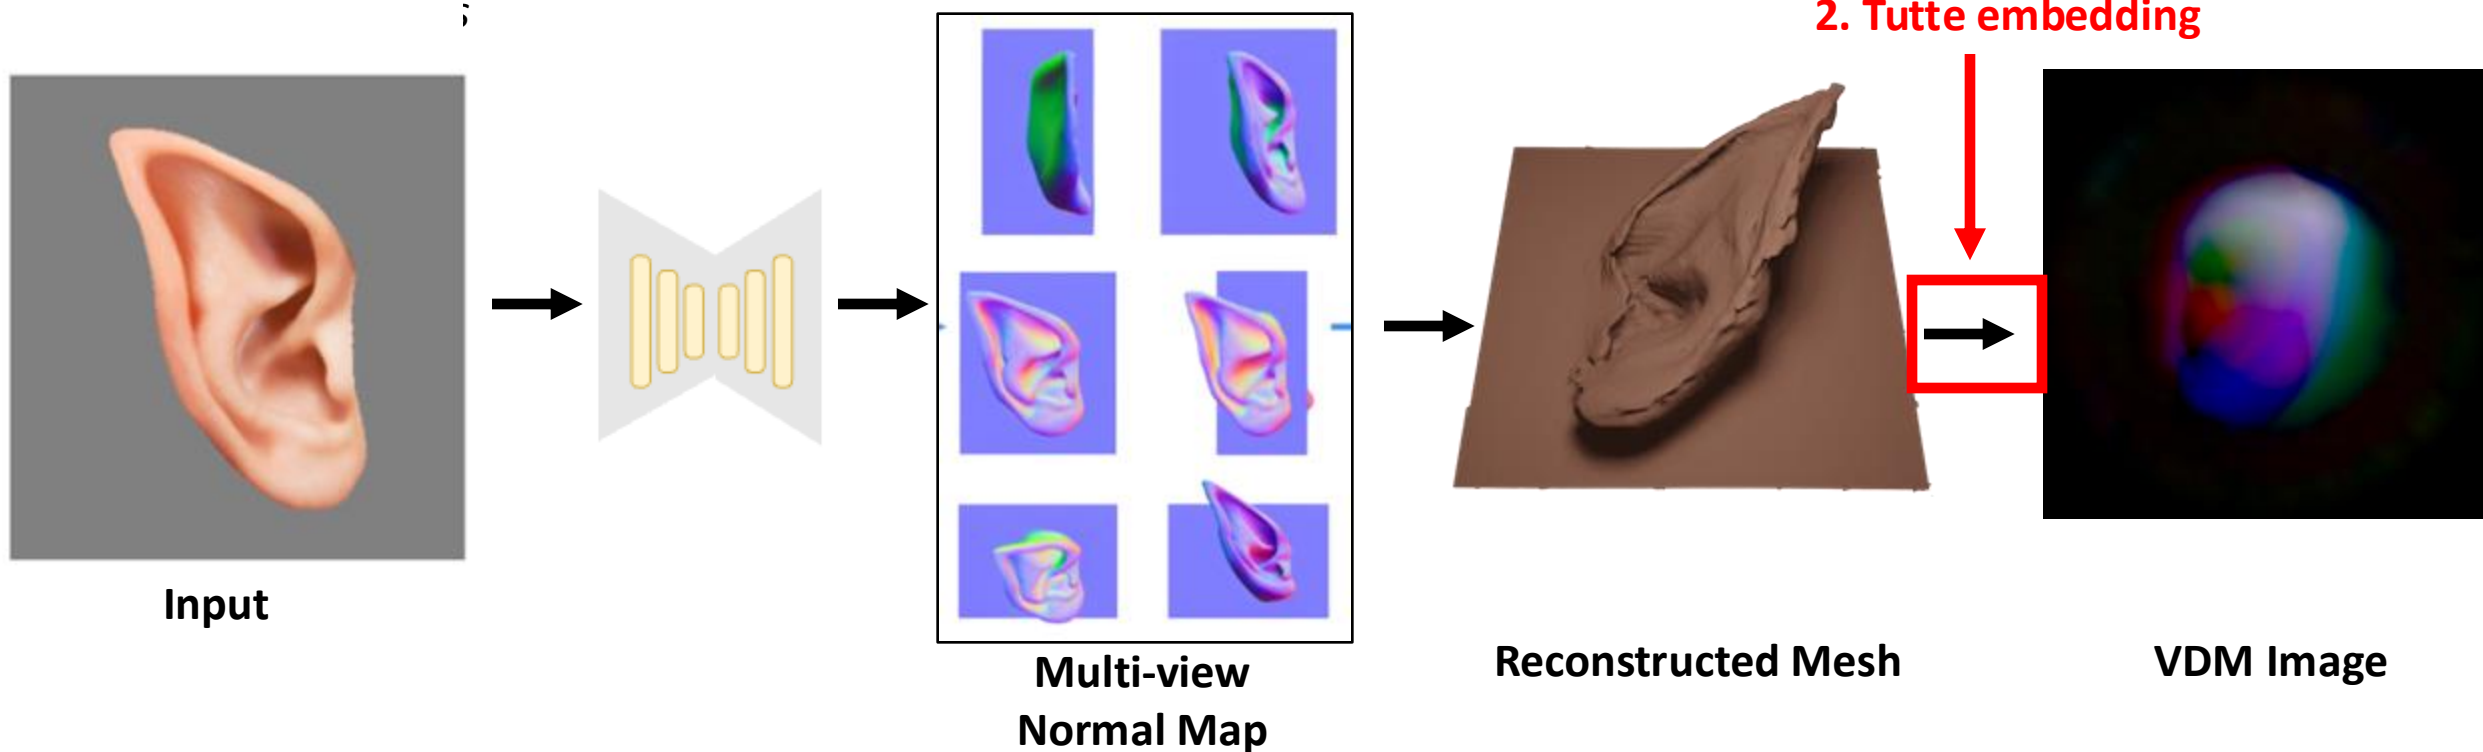 2. Tutte embedding
Input
Multi-view
Normal Map
Reconstructed Mesh
VDM Image